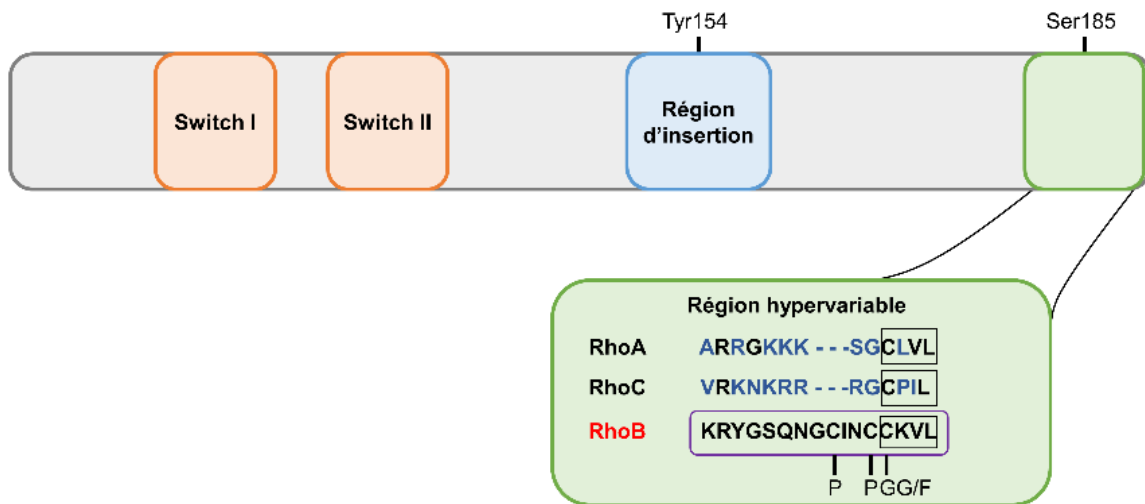 Tyr154 Ser185
Switch I Switch II Région
d'insertion
Région hypervariable
RhoA ARRGKKK - - -SGCLVL
RhoC VRKNKRR - - -RGCPIL
RhoB KRYGSQNGCINCCKVL
P PGG/F